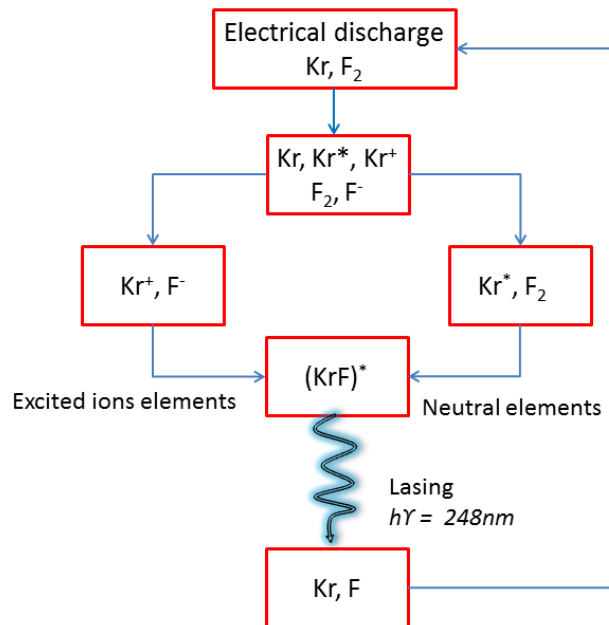 Electrical discharge
Kr, F₂
Kr, Kr*, Kr⁺
F₂, F⁻
Kr⁺, F⁻
Kr*, F₂
(KrF)*
Excited ions elements
Neutral elements
Lasing
hϒ = 248nm
Kr, F